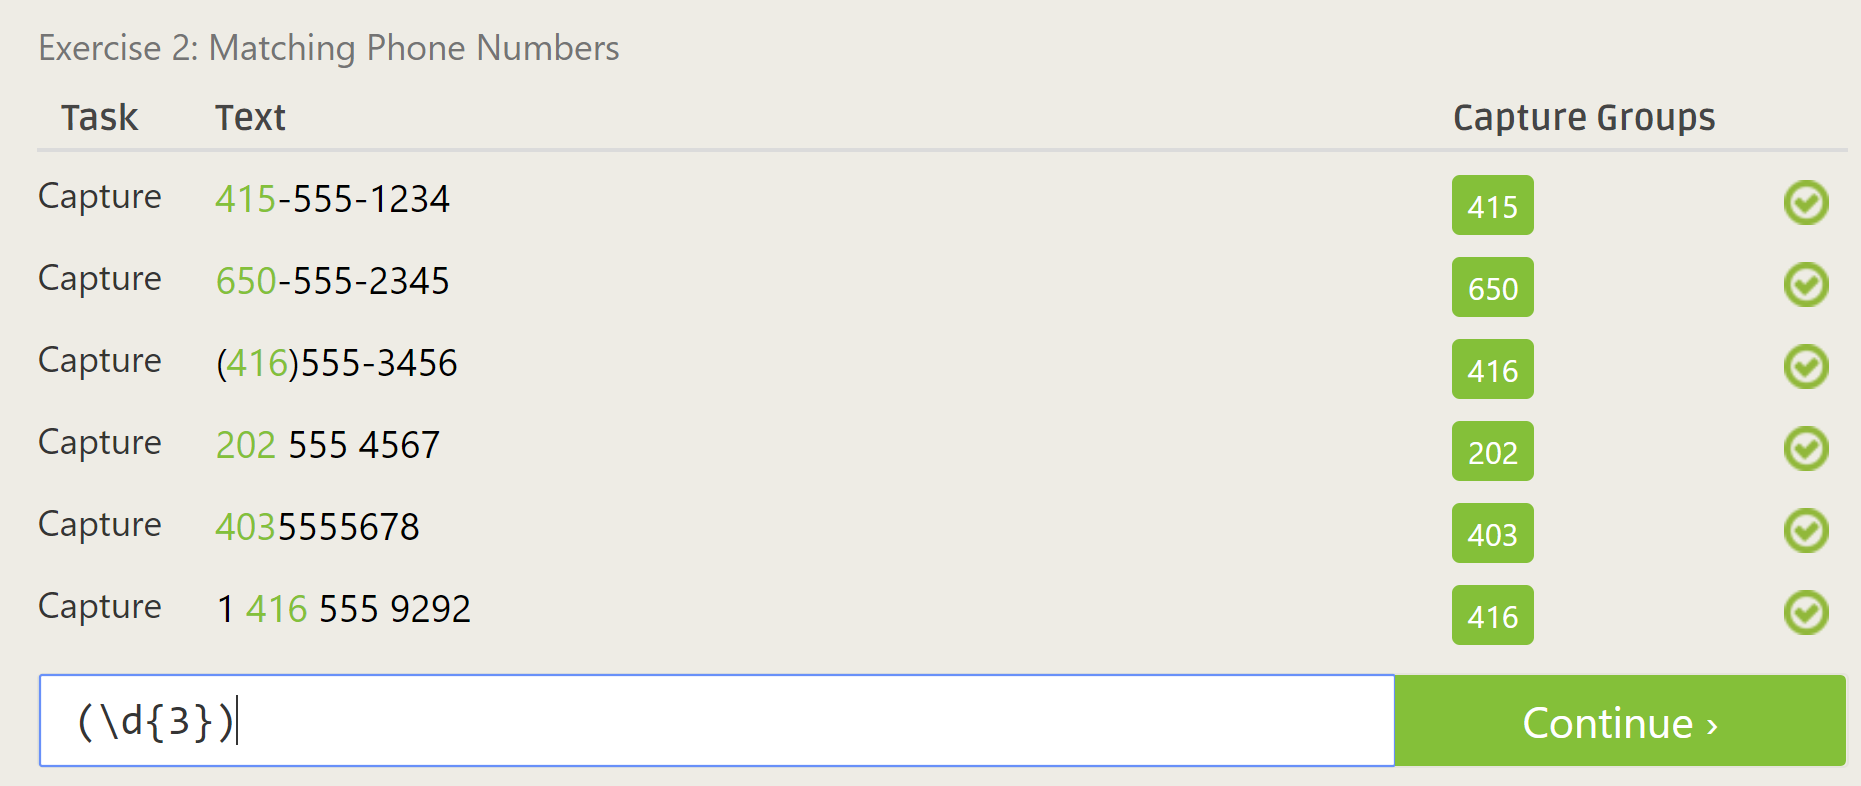 Exercise 2: Matching Phone Numbers
Task Text Capture Groups
Capture 415-555-1234 415
Capture 650-555-2345 650
Capture (416)555-3456 416
Capture 202 555 4567 202
Capture 4035555678 403
Capture 1 416 555 9292 416
(\d{3}) Continue ›